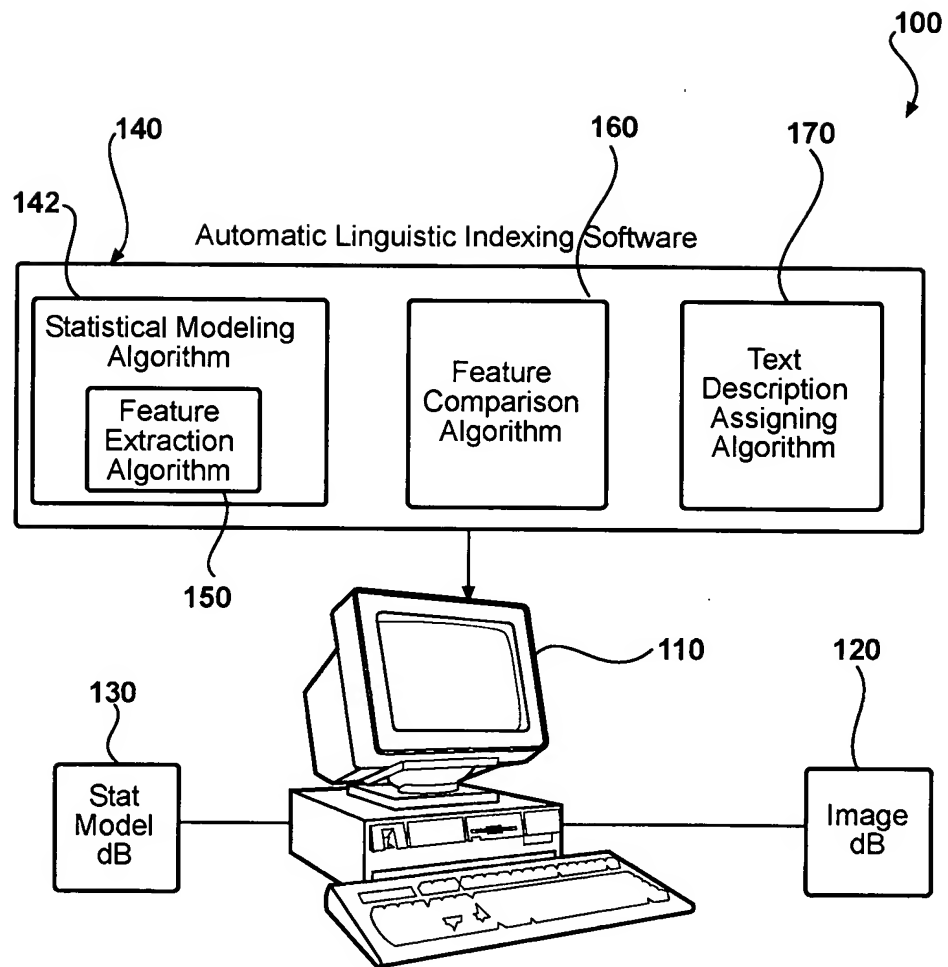 100
140
160
170
142
Automatic Linguistic Indexing Software
Statistical Modeling
Algorithm
Feature
Extraction
Algorithm
Feature
Comparison
Algorithm
Text
Description
Assigning
Algorithm
150
110
120
130
Stat
Model
dB
Image
dB